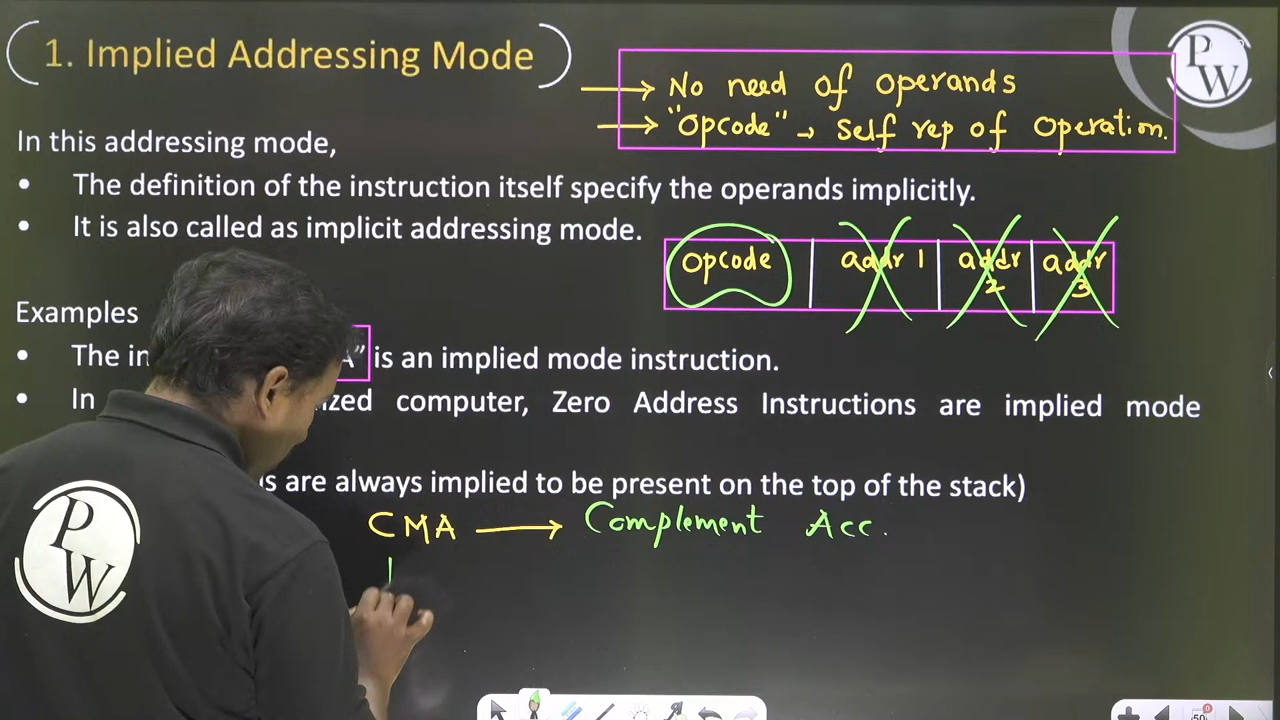 1. Implied Addressing Mode
→ No need of operands
→ "Opcode" → Self rep of Operation.
PW
In this addressing mode,
• The definition of the instruction itself specify the operands implicitly.
• It is also called as implicit addressing mode.
Opcode addr 1 addr 2 addr 3
Examples
• The in A" is an implied mode instruction.
• In ized computer, Zero Address Instructions are implied mode
s are always implied to be present on the top of the stack)
CMA → Complement Acc.
PW